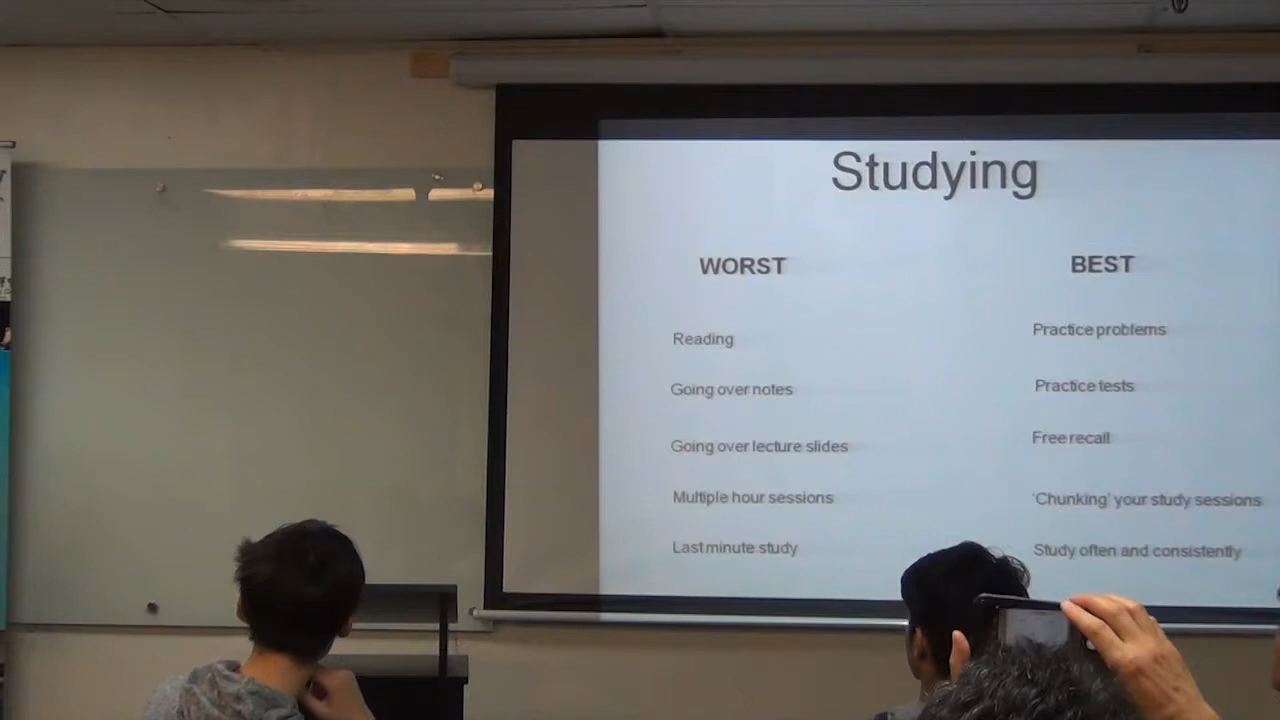 Studying
WORST
BEST
Reading
Practice problems
Going over notes
Practice tests
Going over lecture slides
Free recall
Multiple hour sessions
'Chunking' your study sessions
Last minute study
Study often and consistently